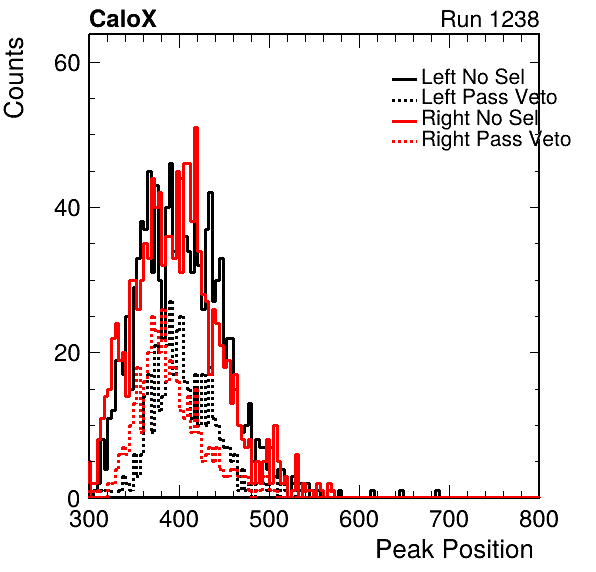 CaloX Run 1238
Counts
60
40
20
0
Left No Sel
Left Pass Veto
Right No Sel
Right Pass Veto
300 400 500 600 700 800
Peak Position